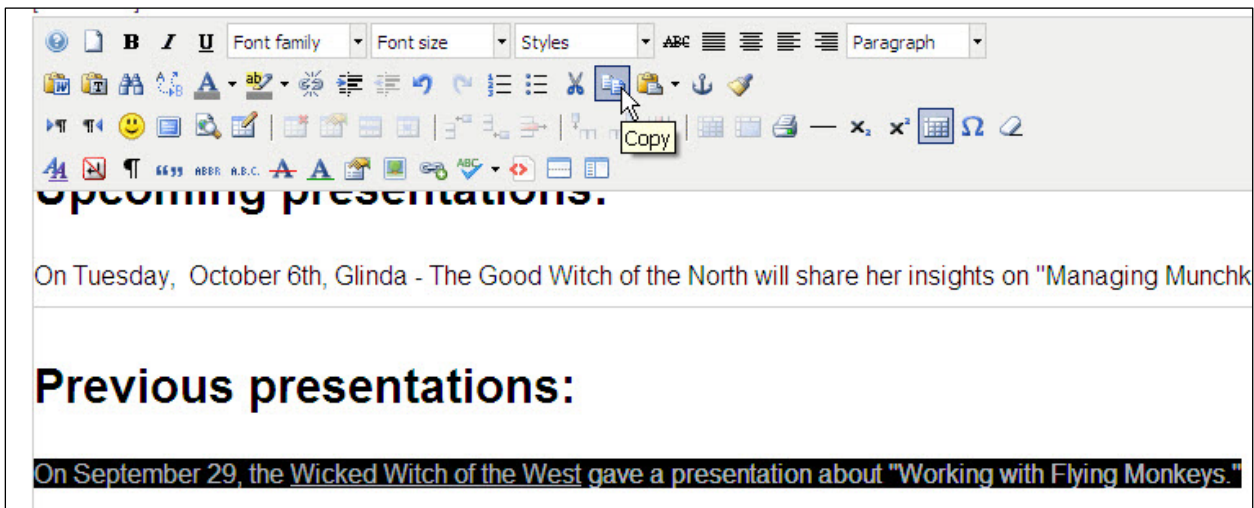 B I U Font family Font size Styles ABC Paragraph
Copy
Upcoming presentations:
On Tuesday, October 6th, Glinda - The Good Witch of the North will share her insights on "Managing Munchk
Previous presentations:
On September 29, the Wicked Witch of the West gave a presentation about "Working with Flying Monkeys."